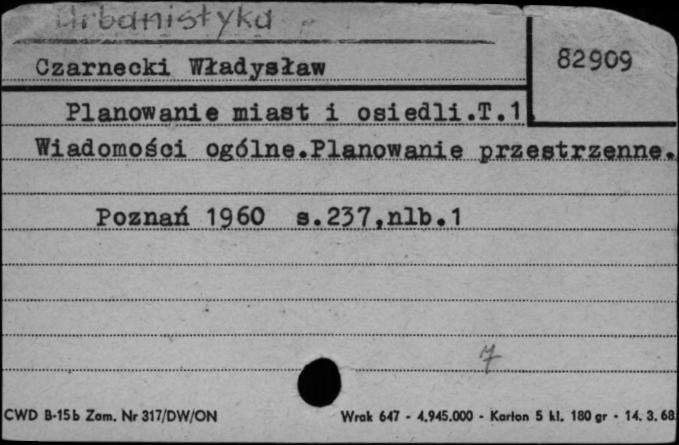 Urbanistyka
82909
Czarnecki Władysław
Planowanie miast i osiedli.T.1.
Wiadomości ogólne.Planowanie przestrzenne.
Poznań 1960 s.237,nlb.1
7
CWD B-15b Zam. Nr 317/DW/ON Wrak 647 - 4.945.000 - Karton 5 kl. 180 gr - 14. 3. 68